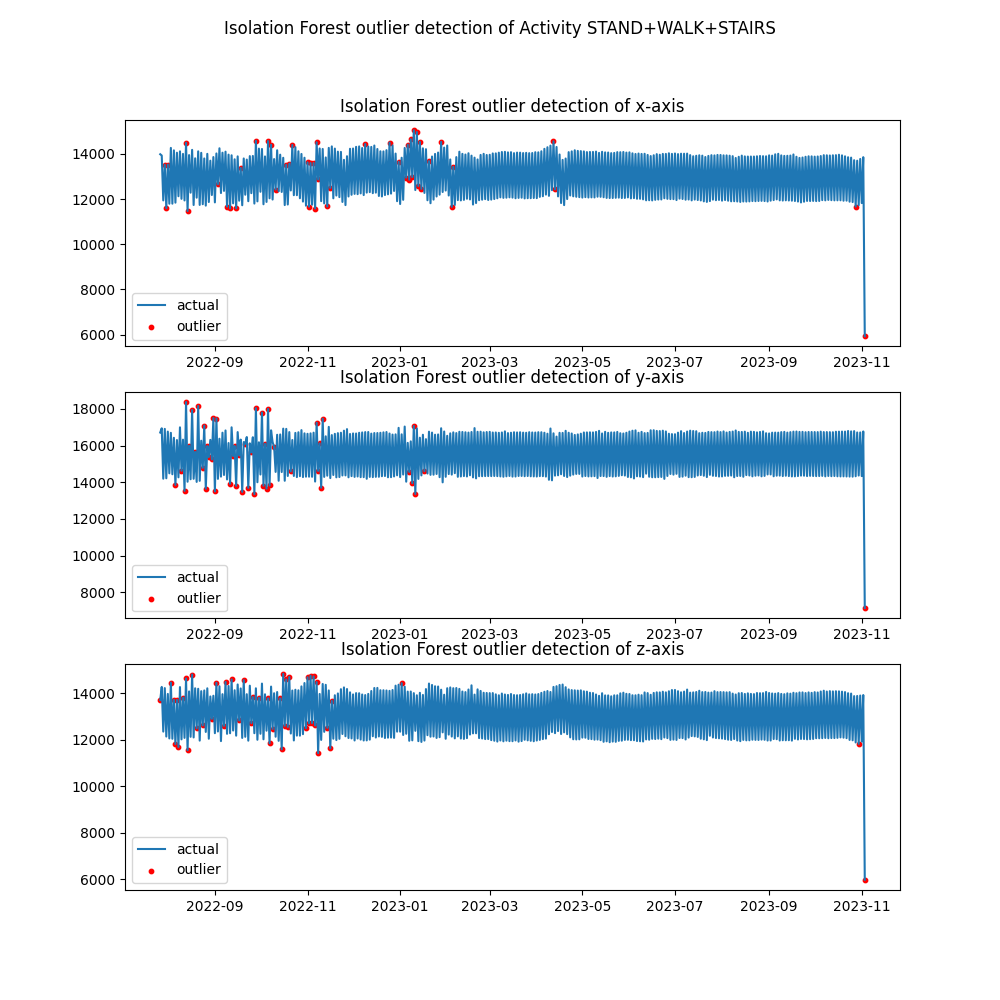 Isolation Forest outlier detection of Activity STAND+WALK+STAIRS
Isolation Forest outlier detection of x-axis
14000
12000
10000
8000
6000
actual
outlier
2022-09 2022-11 2023-01 2023-03 2023-05 2023-07 2023-09 2023-11
Isolation Forest outlier detection of y-axis
18000
16000
14000
12000
10000
8000
actual
outlier
2022-09 2022-11 2023-01 2023-03 2023-05 2023-07 2023-09 2023-11
Isolation Forest outlier detection of z-axis
14000
12000
10000
8000
6000
actual
outlier
2022-09 2022-11 2023-01 2023-03 2023-05 2023-07 2023-09 2023-11